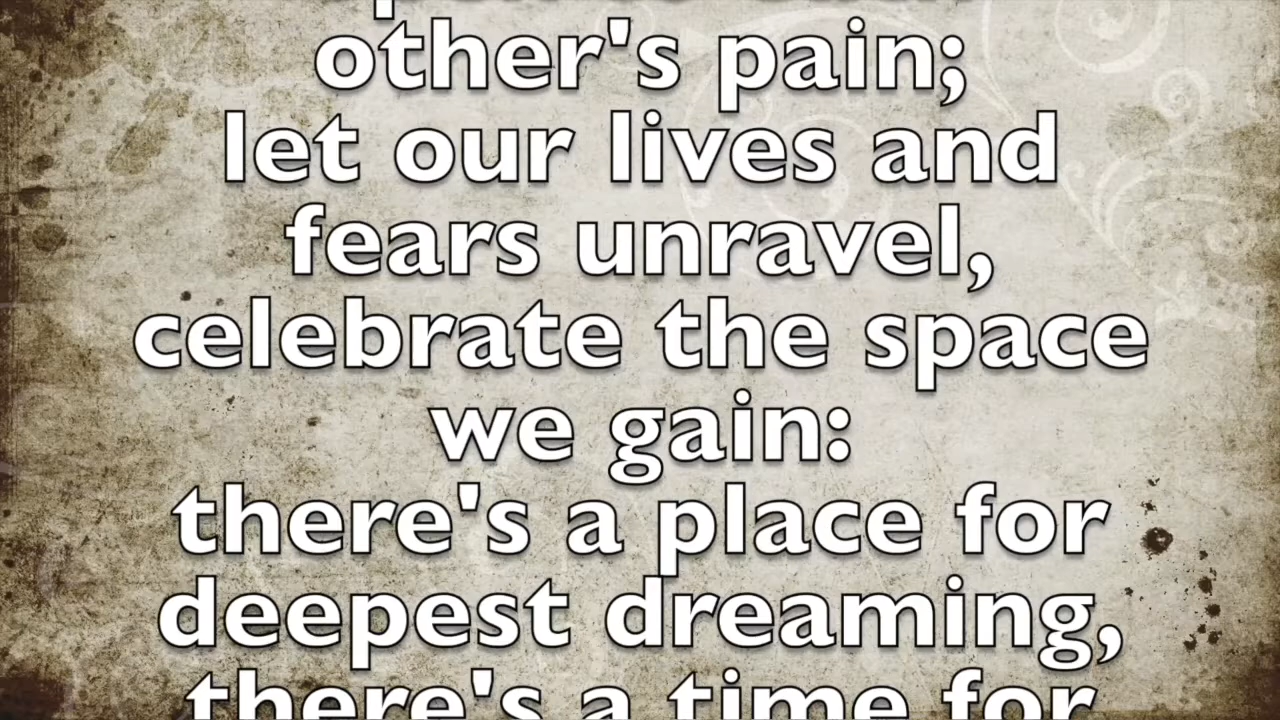 other's pain;
let our lives and
fears unravel,
celebrate the space
we gain:
there's a place for
deepest dreaming,
there's a time for